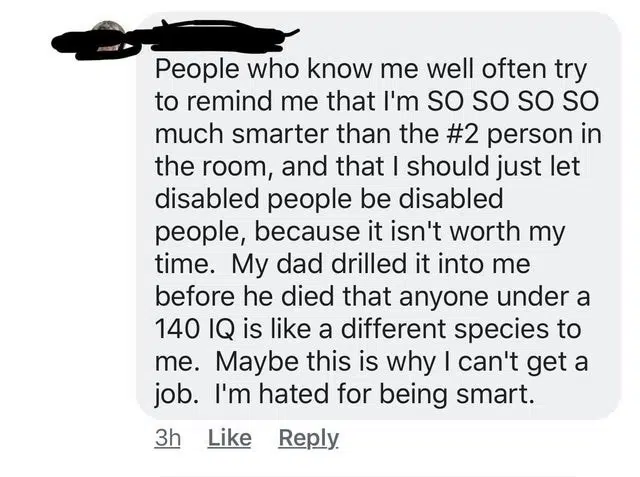 People who know me well often try
to remind me that I'm SO SO SO SO
much smarter than the #2 person in
the room, and that I should just let
disabled people be disabled
people, because it isn't worth my
time.  My dad drilled it into me
before he died that anyone under a
140 IQ is like a different species to
me.  Maybe this is why I can't get a
job.  I'm hated for being smart.
3h Like Reply